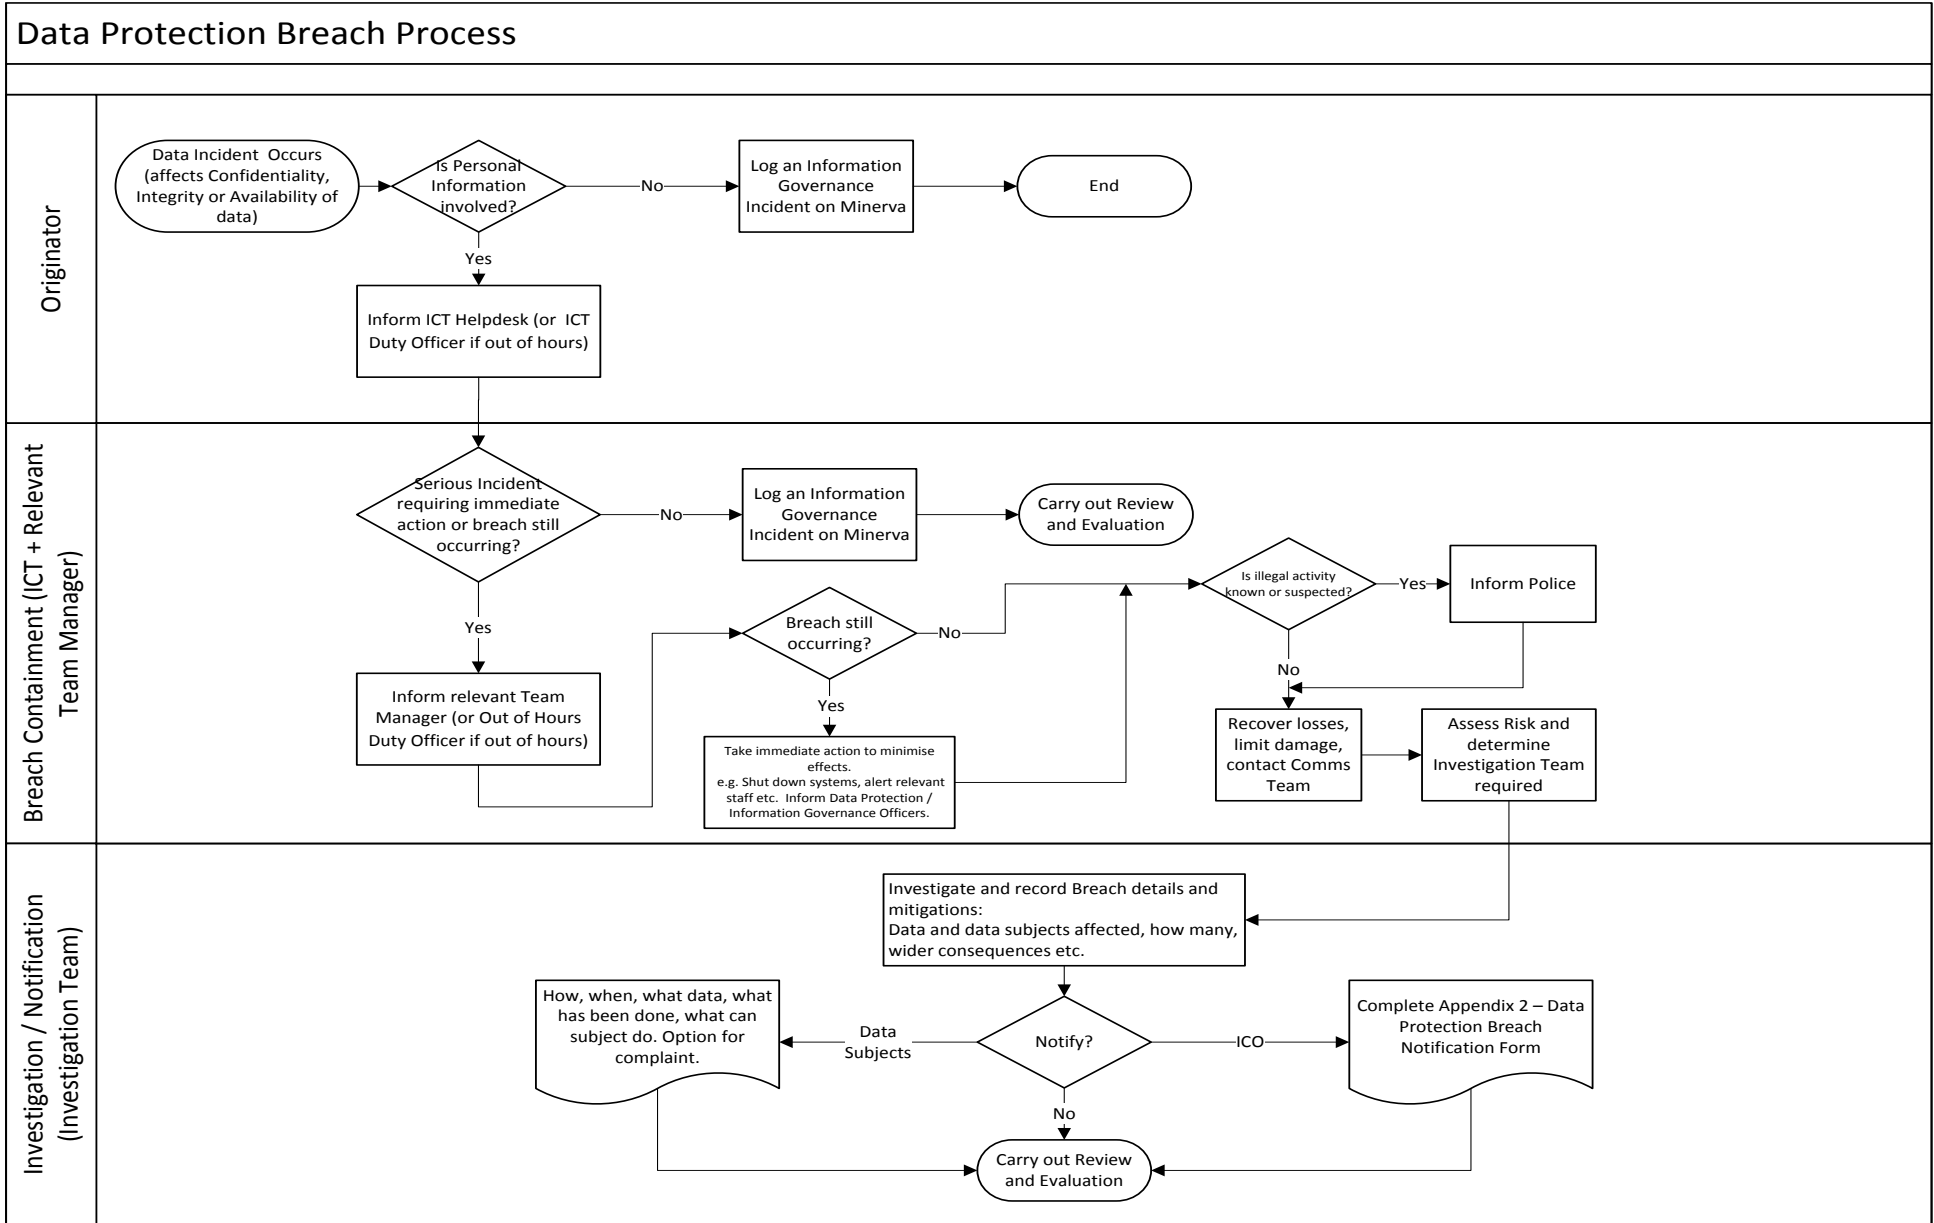 Data Protection Breach Process
Originator
Data Incident Occurs
(affects Confidentiality,
Integrity or Availability of
data)
Is Personal
Information
involved?
No
Log an Information
Governance
Incident on Minerva
End
Yes
Inform ICT Helpdesk (or ICT
Duty Officer if out of hours)
Breach Containment (ICT + Relevant
Team Manager)
Serious Incident
requiring immediate
action or breach still
occurring?
No
Log an Information
Governance
Incident on Minerva
Carry out Review
and Evaluation
Yes
Inform relevant Team
Manager (or Out of Hours
Duty Officer if out of hours)
Breach still
occurring?
No
Yes
Take immediate action to minimise
effects.
e.g. Shut down systems, alert relevant
staff etc. Inform Data Protection /
Information Governance Officers.
Is illegal activity
known or suspected?
Yes
Inform Police
No
Recover losses,
limit damage,
contact Comms
Team
Assess Risk and
determine
Investigation Team
required
Investigation / Notification
(Investigation Team)
Investigate and record Breach details and
mitigations:
Data and data subjects affected, how many,
wider consequences etc.
Notify?
Data
Subjects
How, when, what data, what
has been done, what can
subject do. Option for
complaint.
ICO
Complete Appendix 2 – Data
Protection Breach
Notification Form
No
Carry out Review
and Evaluation